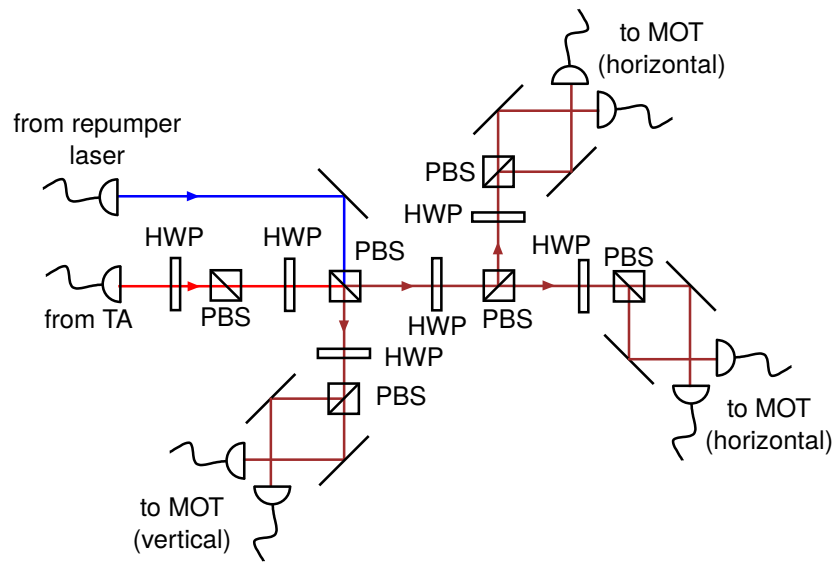 to MOT
(horizontal)
from repumper
laser
PBS
HWP
HWP
HWP
PBS
HWP
PBS
from TA
PBS
HWP
PBS
HWP
PBS
to MOT
(horizontal)
to MOT
(vertical)